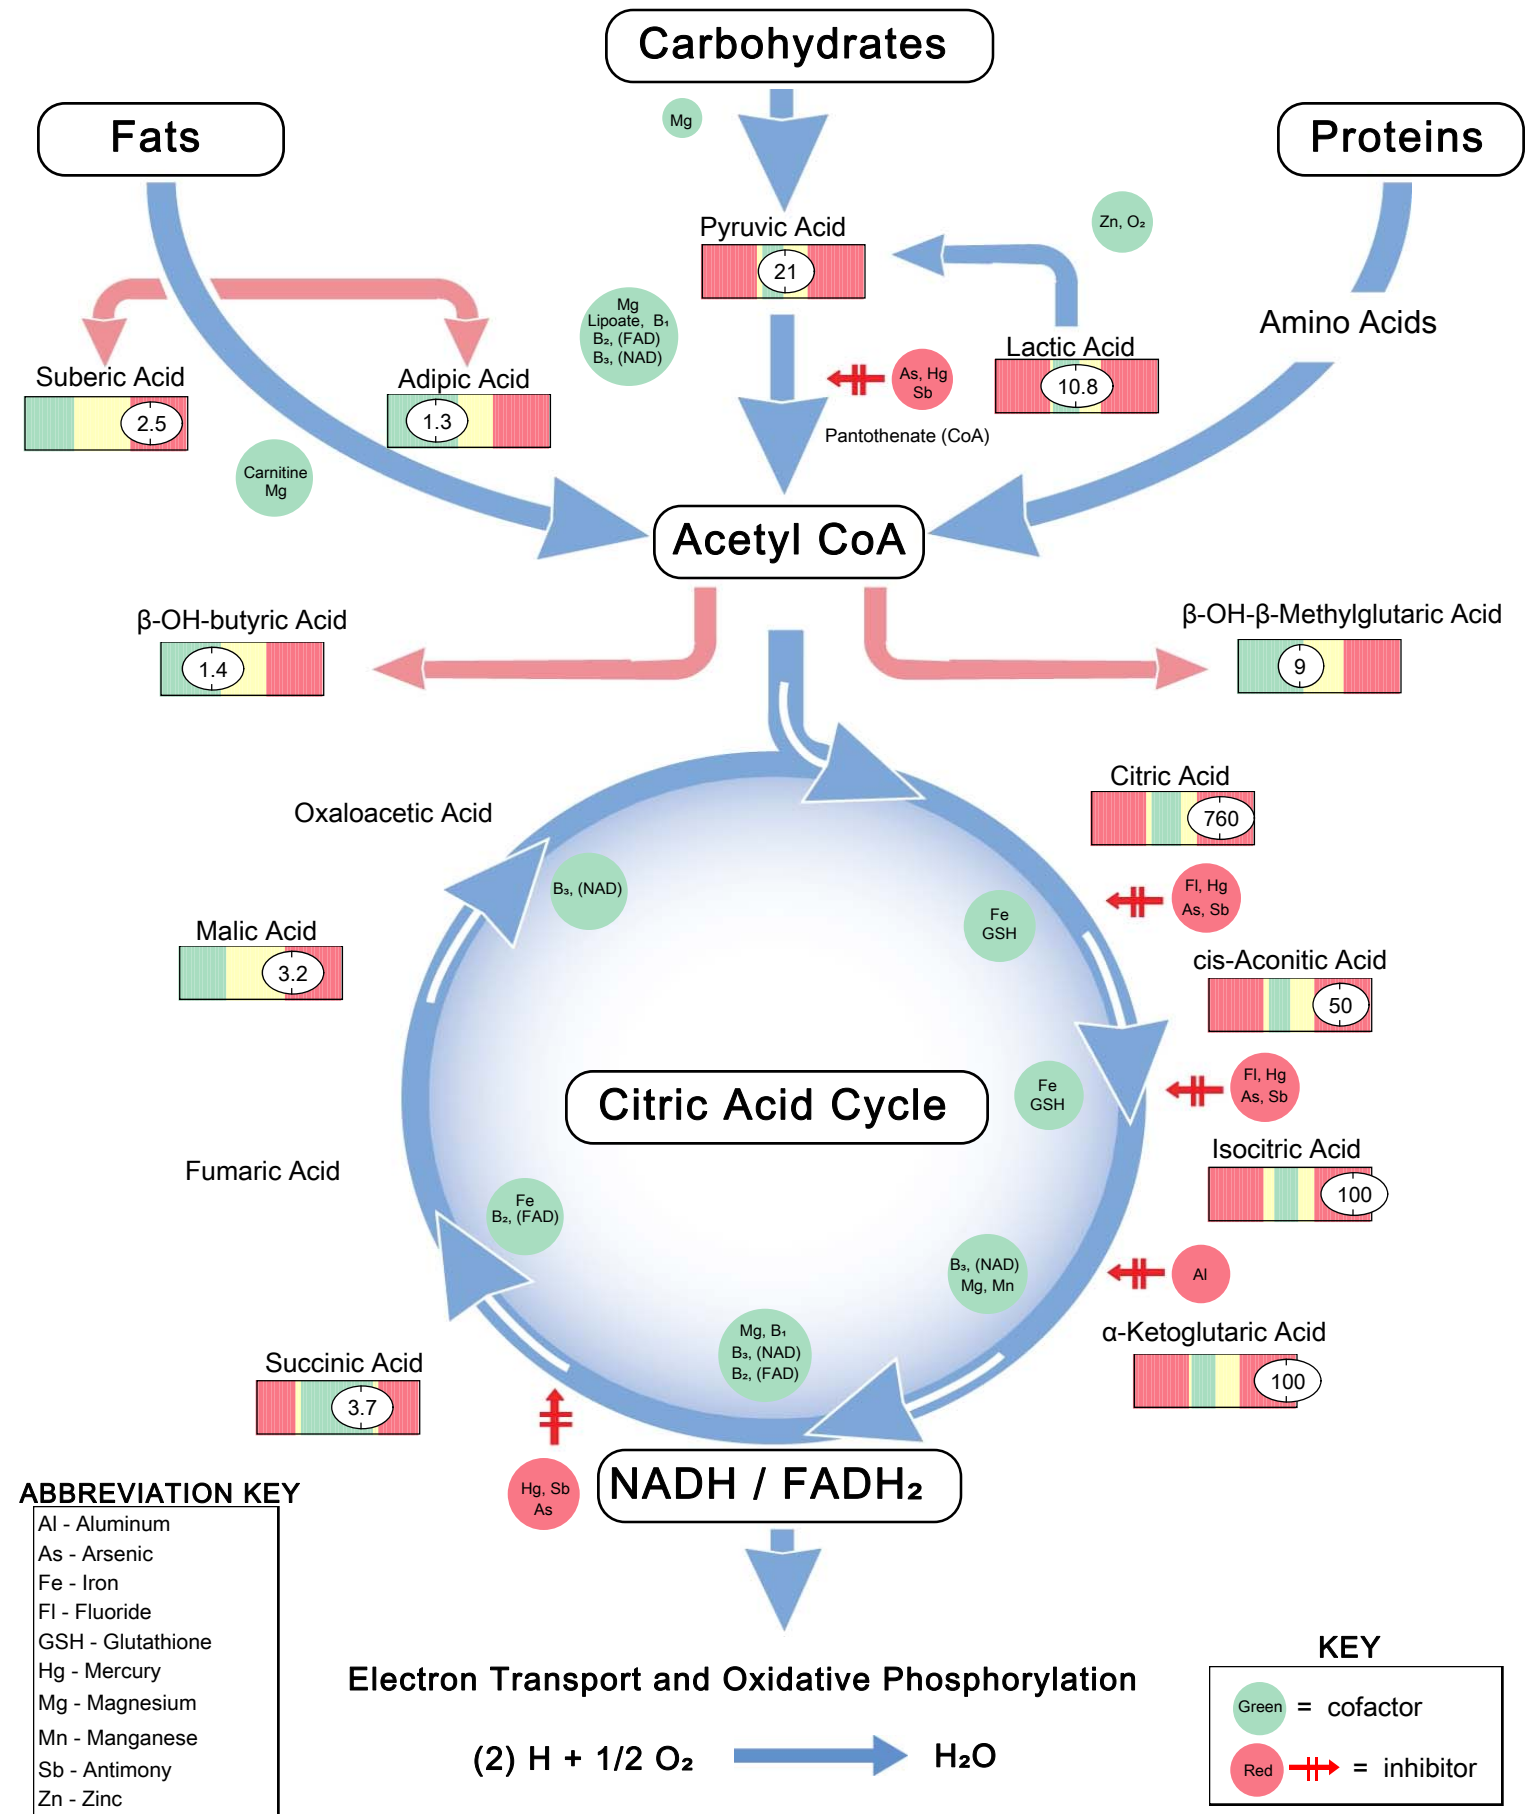 Carbohydrates
Fats
Proteins
Mg
Zn, O₂
Pyruvic Acid
21
Mg
Lipoate, B₁
B₂, (FAD)
B₃, (NAD)
Amino Acids
Lactic Acid
10.8
As, Hg
Sb
Suberic Acid
2.5
Adipic Acid
1.3
Pantothenate (CoA)
Carnitine
Mg
Acetyl CoA
β-OH-butyric Acid
1.4
β-OH-β-Methylglutaric Acid
9
Citric Acid
760
Oxaloacetic Acid
B₃, (NAD)
Fl, Hg
As, Sb
Fe
GSH
Malic Acid
3.2
cis-Aconitic Acid
50
Citric Acid Cycle
Fe
GSH
Fl, Hg
As, Sb
Isocitric Acid
100
Fumaric Acid
Fe
B₂, (FAD)
B₃, (NAD)
Mg, Mn
Al
Mg, B₁
B₃, (NAD)
B₂, (FAD)
α-Ketoglutaric Acid
100
Succinic Acid
3.7
Hg, Sb
As
NADH / FADH₂
ABBREVIATION KEY
Al - Aluminum
As - Arsenic
Fe - Iron
Fl - Fluoride
GSH - Glutathione
Hg - Mercury
Mg - Magnesium
Mn - Manganese
Sb - Antimony
Zn - Zinc
Electron Transport and Oxidative Phosphorylation
(2) H + 1/2 O₂ H₂O
KEY
Green = cofactor
Red = inhibitor